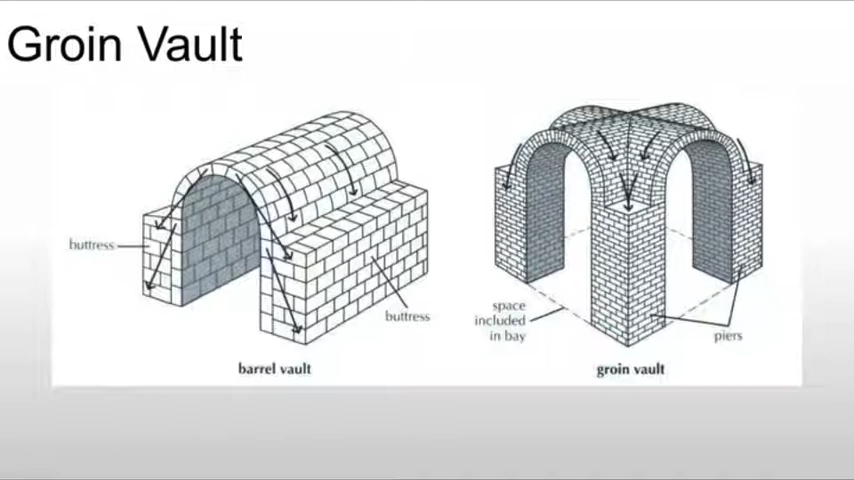 Groin Vault
buttress
buttress
barrel vault
space
included
in bay
piers
groin vault